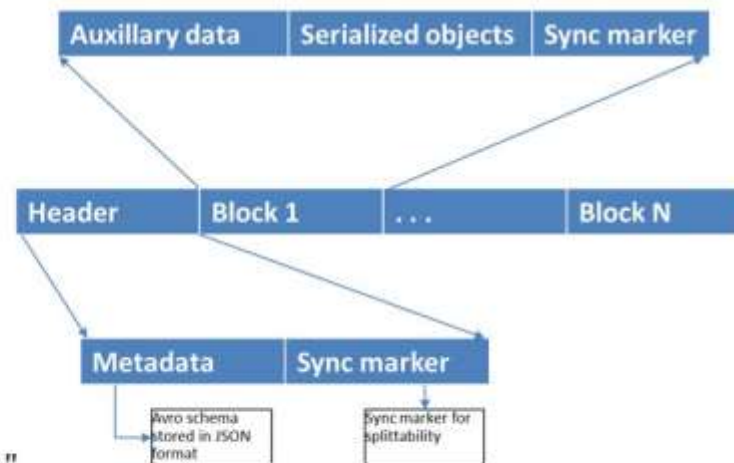 Auxillary data Serialized objects Sync marker
Header Block 1 . . . Block N
Metadata Sync marker
Avro schema
stored in JSON
format
Sync marker for
splittability
"